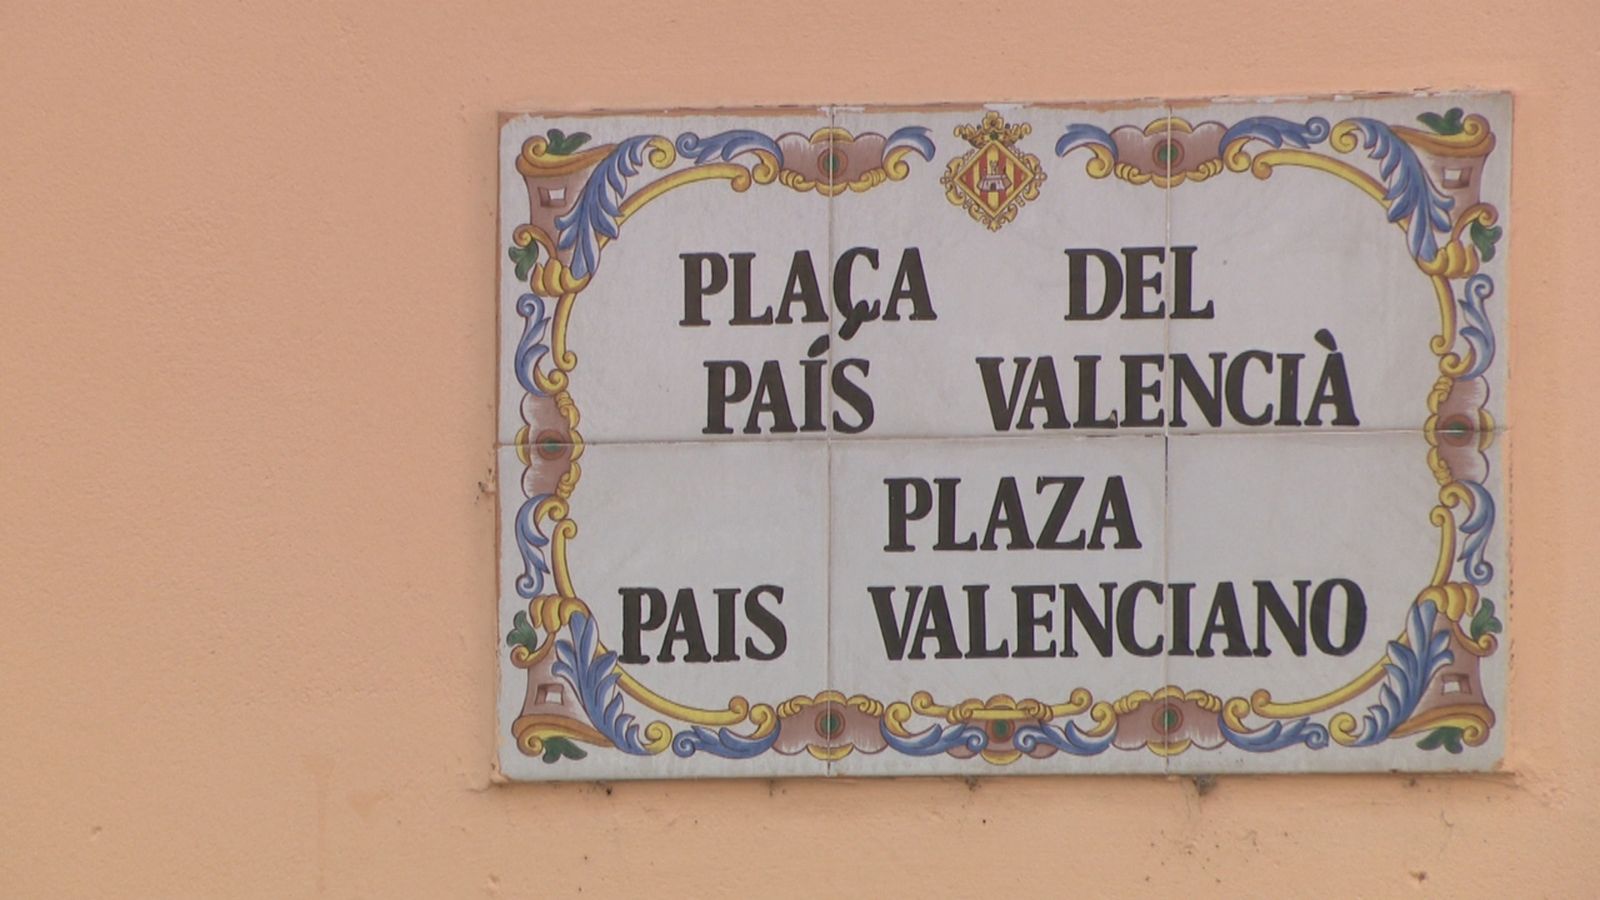 PLAÇA DEL
PAÍS VALENCIÀ
PLAZA
PAIS VALENCIANO